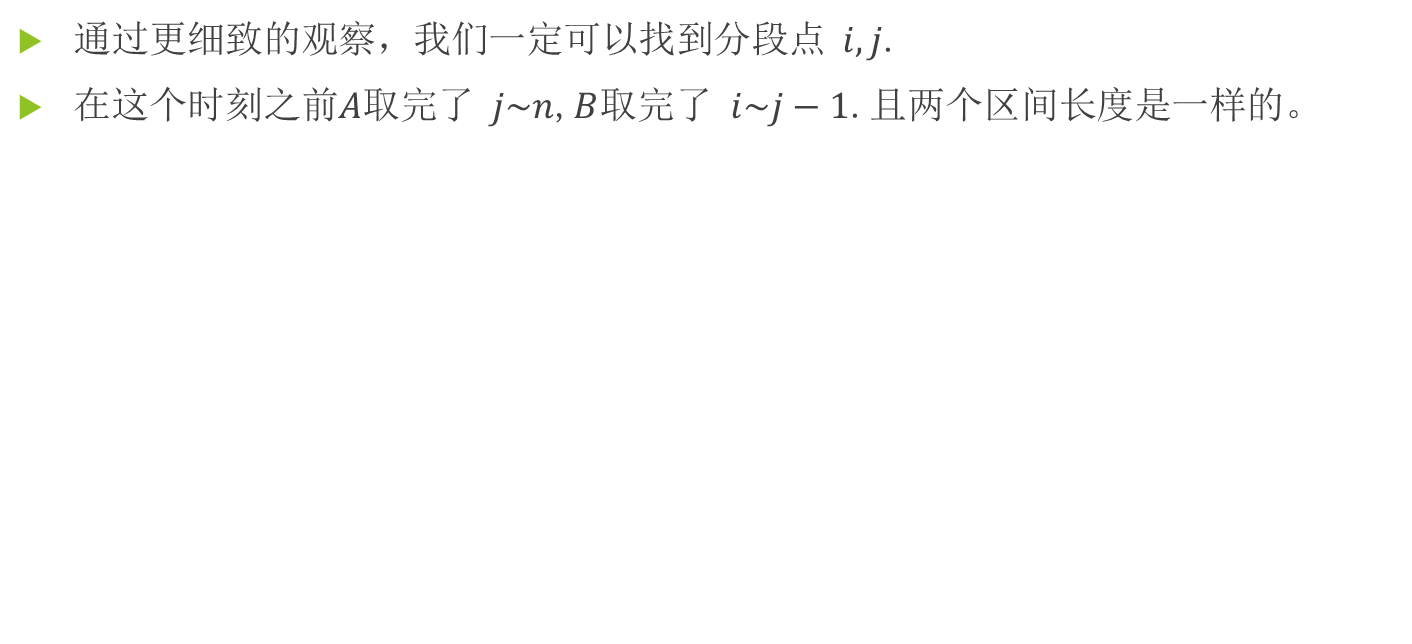 通过更细致的观察，我们一定可以找到分段点 i,j.
在这个时刻之前A取完了 j~n, B取完了 i~j − 1. 且两个区间长度是一样的。